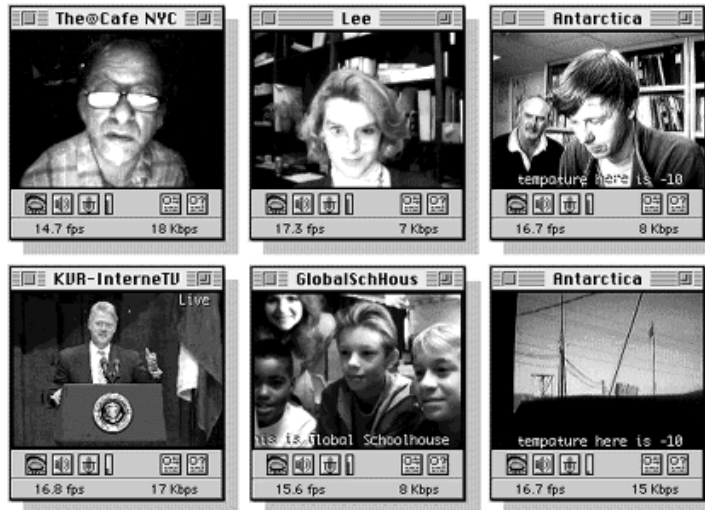 The@Cafe NYC
14.7 fps 18 Kbps
Lee
17.3 fps 7 Kbps
Antarctica
tempature here is -10
16.7 fps 8 Kbps
KVR-InterneTV
Live
16.8 fps 17 Kbps
GlobalSchHous
his is Global Schoolhouse
15.6 fps 8 Kbps
Antarctica
tempature here is -10
16.7 fps 15 Kbps